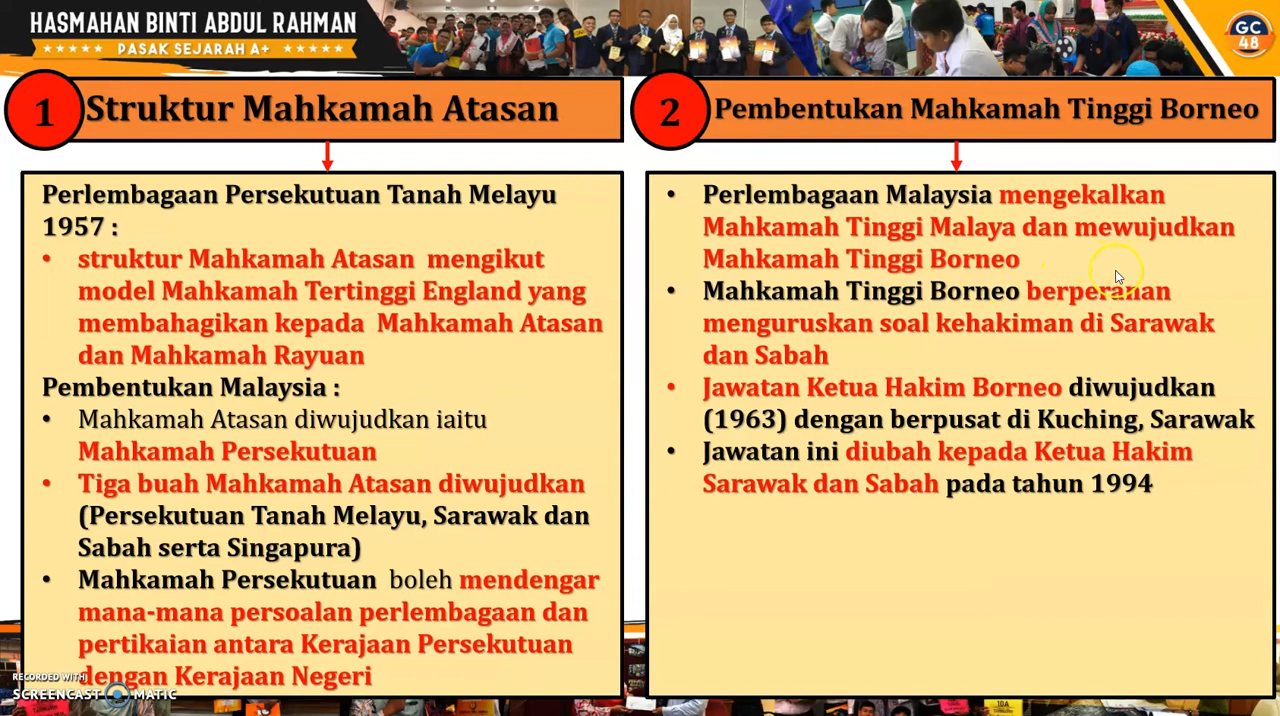 HASMAHAN BINTI ABDUL RAHMAN
PASAK SEJARAH A+
GC
48
1
Struktur Mahkamah Atasan
Perlembagaan Persekutuan Tanah Melayu
1957 :
• struktur Mahkamah Atasan mengikut
model Mahkamah Tertinggi England yang
membahagikan kepada Mahkamah Atasan
dan Mahkamah Rayuan
Pembentukan Malaysia :
• Mahkamah Atasan diwujudkan iaitu
Mahkamah Persekutuan
• Tiga buah Mahkamah Atasan diwujudkan
(Persekutuan Tanah Melayu, Sarawak dan
Sabah serta Singapura)
• Mahkamah Persekutuan boleh mendengar
mana-mana persoalan perlembagaan dan
pertikaian antara Kerajaan Persekutuan
dengan Kerajaan Negeri
2
Pembentukan Mahkamah Tinggi Borneo
• Perlembagaan Malaysia mengekalkan
Mahkamah Tinggi Malaya dan mewujudkan
Mahkamah Tinggi Borneo
• Mahkamah Tinggi Borneo berperanan
menguruskan soal kehakiman di Sarawak
dan Sabah
• Jawatan Ketua Hakim Borneo diwujudkan
(1963) dengan berpusat di Kuching, Sarawak
• Jawatan ini diubah kepada Ketua Hakim
Sarawak dan Sabah pada tahun 1994
RECORDED WITH
SCREENCAST MATIC